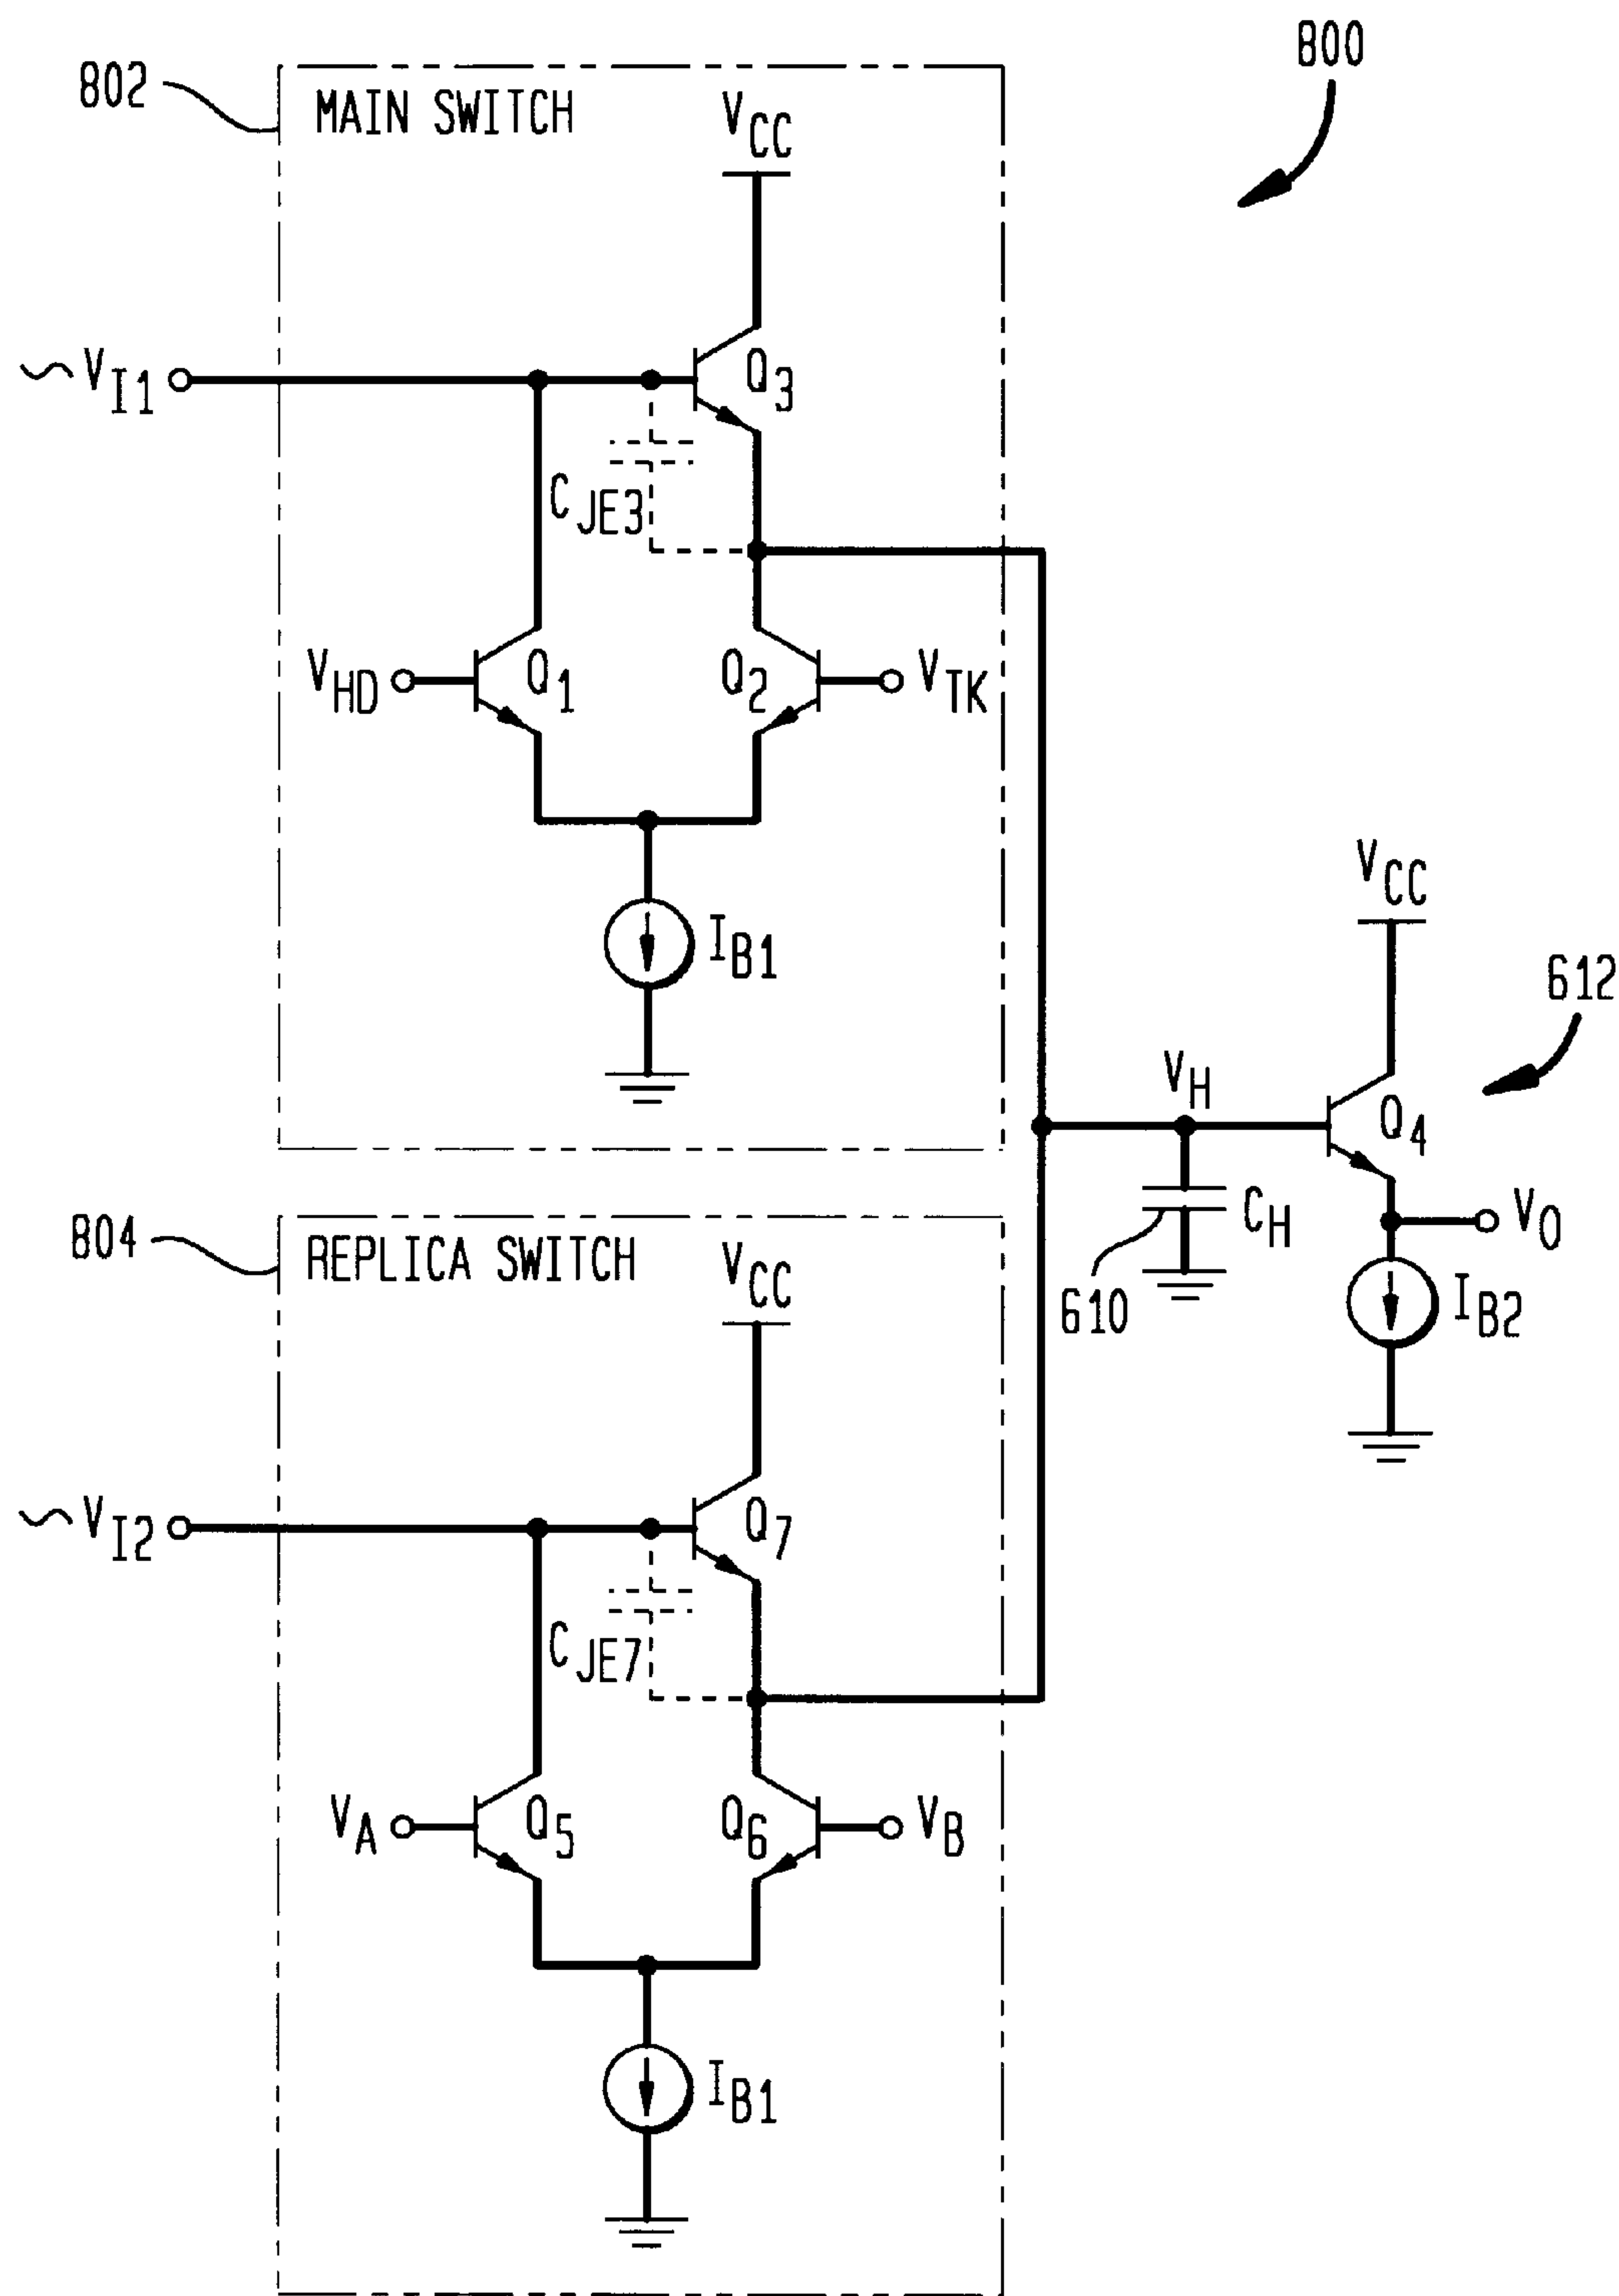 800
802
MAIN SWITCH
VCC
~VI1
Q3
CJE3
VHD
Q1
Q2
VTK
IB1
VCC
612
VH
Q4
CH
VO
610
IB2
804
REPLICA SWITCH
VCC
~VI2
Q7
CJE7
VA
Q5
Q6
VB
IB1